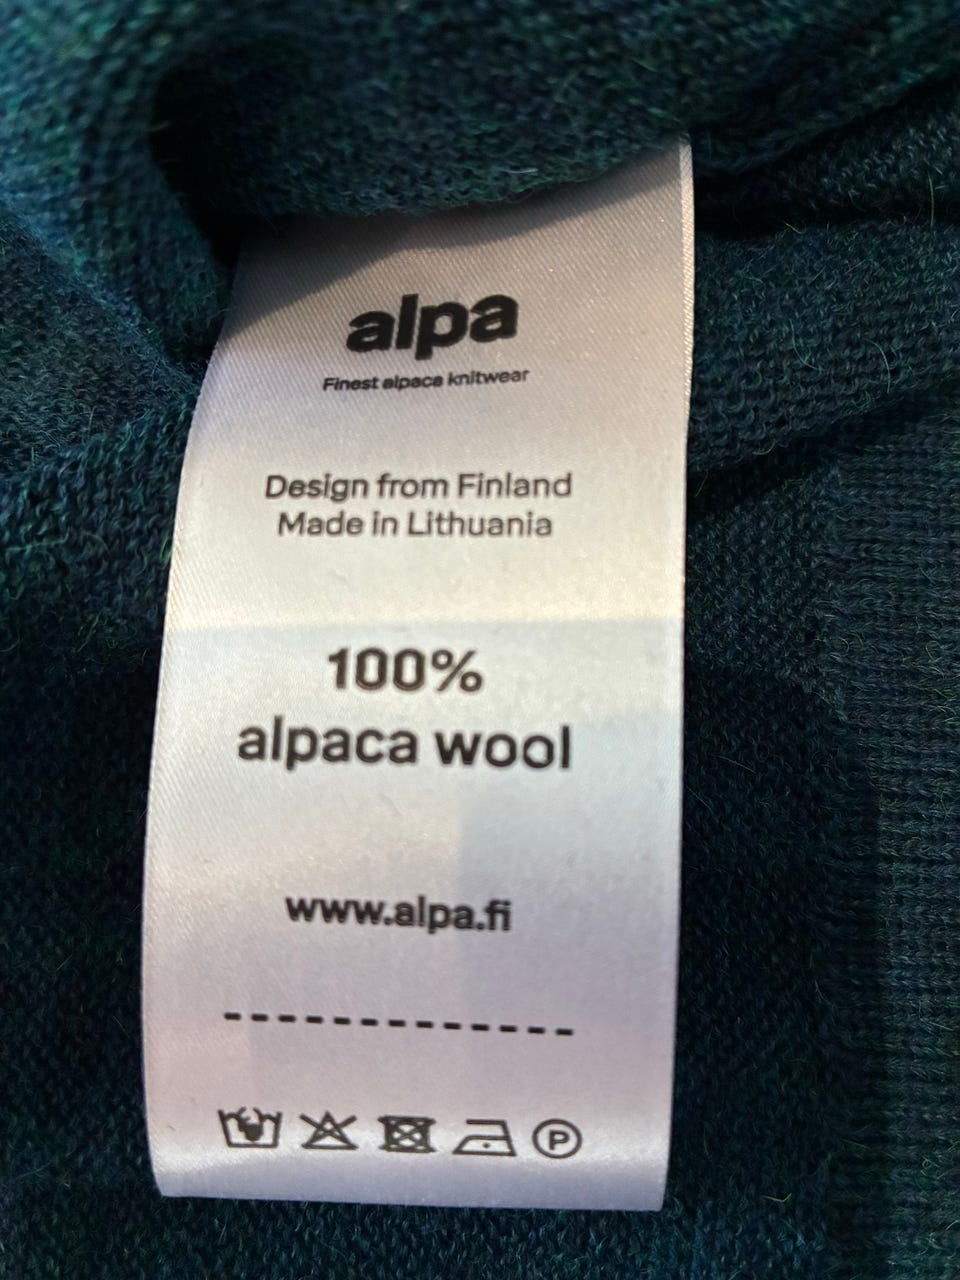 alpa
Finest alpaca knitwear
Design from Finland
Made in Lithuania
100%
alpaca wool
www.alpa.fi
P